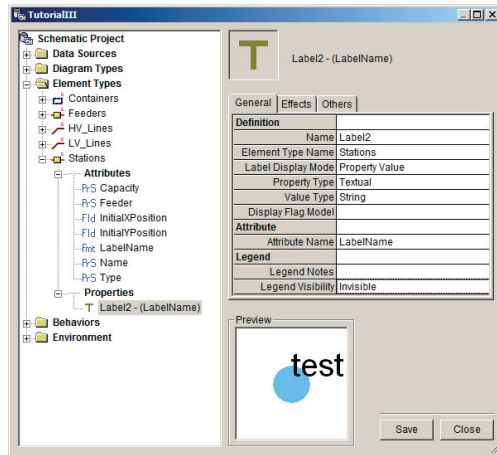 TutorialIII
Schematic Project
Data Sources
Diagram Types
Element Types
Containers
Feeders
HV_Lines
LV_Lines
Stations
Attributes
PrS Capacity
PrS Feeder
Fld InitialXPosition
Fld InitialYPosition
Fmt LabelName
PrS Name
PrS Type
Properties
T Label2 - (LabelName)
Behaviors
Environment
T Label2 - (LabelName)
General Effects Others
Definition
Name Label2
Element Type Name Stations
Label Display Mode Property Value
Property Type Textual
Value Type String
Display Flag Model
Attribute
Attribute Name LabelName
Legend
Legend Notes
Legend Visibility Invisible
Preview
test
Save Close